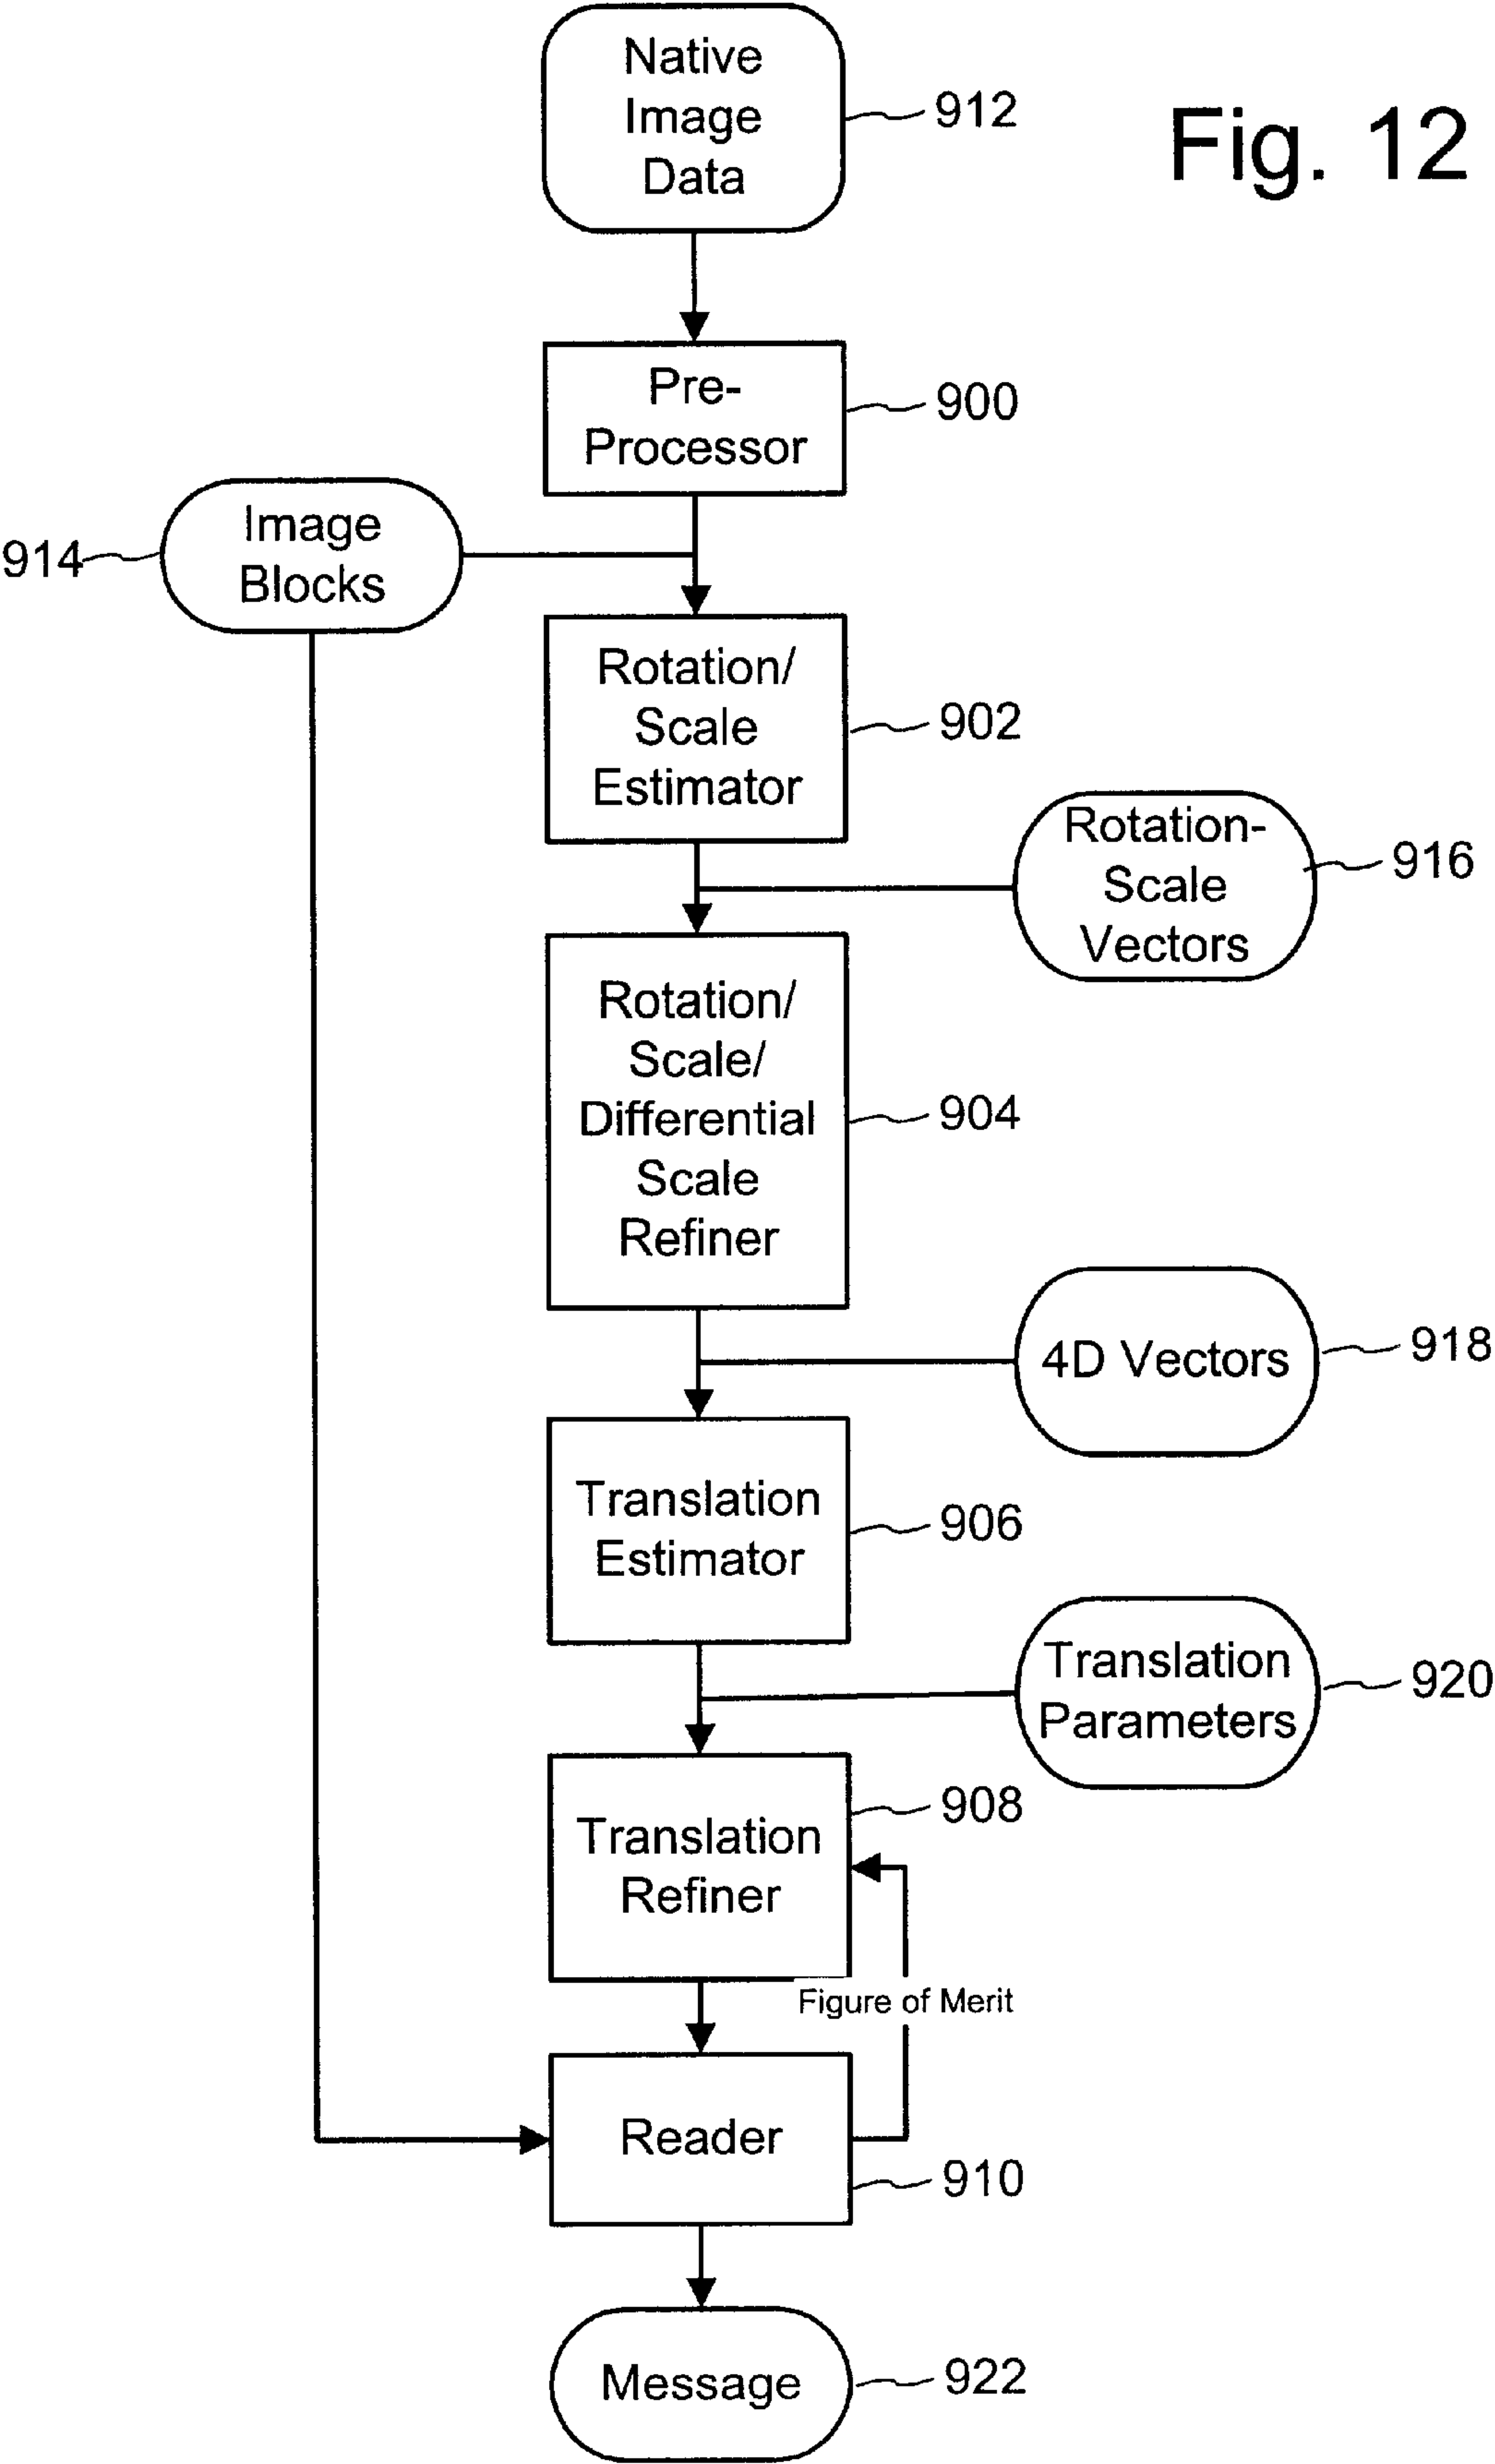 Native
Image
Data
912
Fig. 12
Pre-
Processor
900
Image
Blocks
914
Rotation/
Scale
Estimator
902
Rotation-
Scale
Vectors
916
Rotation/
Scale/
Differential
Scale
Refiner
904
4D Vectors
918
Translation
Estimator
906
Translation
Parameters
920
Translation
Refiner
908
Figure of Merit
Reader
910
Message
922